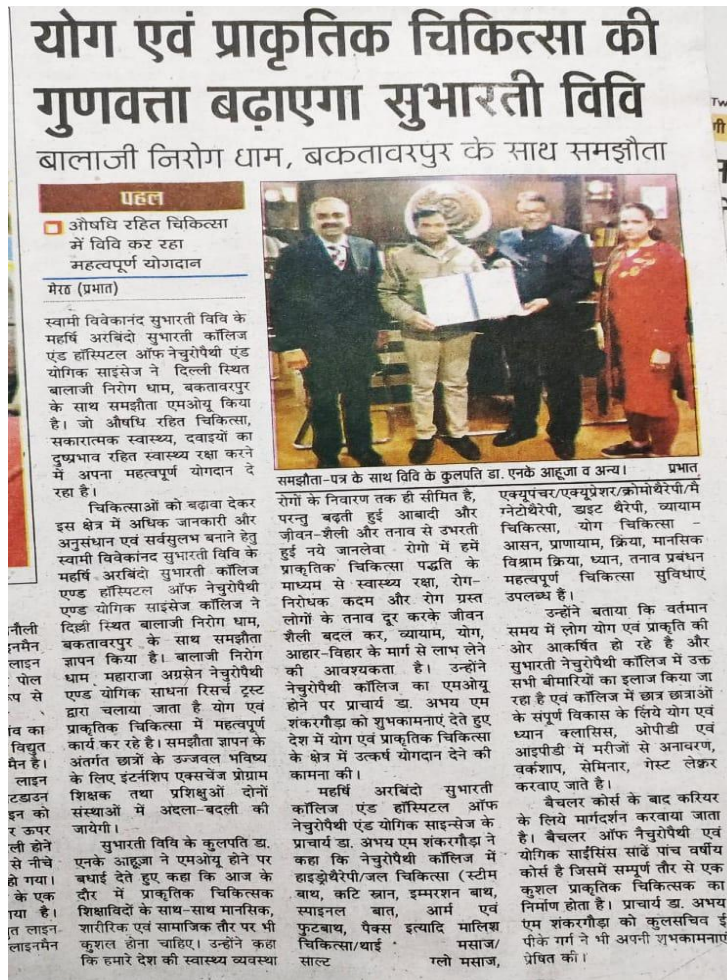 योग एवं प्राकृतिक चिकित्सा की
गुणवत्ता बढ़ाएगा सुभारती विवि
बालाजी निरोग धाम, बकतावरपुर के साथ समझौता
पहल
औषधि रहित चिकित्सा
में विवि कर रहा
महत्वपूर्ण योगदान
मेरठ (प्रभात)
स्वामी विवेकानंद सुभारती विवि के
महर्षि अरबिंदो सुभारती कॉलिज
एंड हॉस्पिटल ऑफ नेचुरोपैथी एंड
यौगिक साइंसेज ने दिल्ली स्थित
बालाजी निरोग धाम, बकतावरपुर
के साथ समझौता एमओयू किया
है। जो औषधि रहित चिकित्सा,
सकारात्मक स्वास्थ्य, दवाइयों का
दुष्प्रभाव रहित स्वास्थ्य रक्षा करने
में अपना महत्वपूर्ण योगदान दे
रहा है।
चिकित्साओं को बढ़ावा देकर
इस क्षेत्र में अधिक जानकारी और
अनुसंधान एवं सर्वसुलभ बनाने हेतु
स्वामी विवेकांनद सुभारती विवि के
महर्षि अरबिंदो सुभारती कॉलिज
एण्ड हॉस्पिटल ऑफ नेचुरोपैथी
एण्ड योगिक साइंसेज कॉलिज ने
दिल्ली स्थित बालाजी निरोग धाम,
बकतावरपुर के साथ समझौता
ज्ञापन किया है। बालाजी निरोग
धाम, महाराजा अग्रसेन नेचुरोपैथी
एण्ड योगिक साधना रिसर्च ट्रस्ट
द्वारा चलाया जाता है योग एवं
प्राकृतिक चिकित्सा में महत्वपूर्ण
कार्य कर रहे है। समझौता ज्ञापन के
अंतर्गत छात्रों के उज्जवल भविष्य
के लिए इंटर्नशिप एक्सचेंज प्रोग्राम
शिक्षक तथा प्रशिक्षुओं दोनों
संस्थाओं में अदला-बदली की
जायेगी।
सुभारती विवि के कुलपति डा.
एनके आहूजा ने एमओयू होने पर
बधाई देते हुए कहा कि आज के
दौर में प्राकृतिक चिकित्सक
शिक्षाविदों के साथ-साथ मानसिक,
शारीरिक एवं सामाजिक तौर पर भी
कुशल होना चाहिए। उन्होंने कहा
कि हमारे देश की स्वास्थ्य व्यवस्था
समझौता-पत्र के साथ विवि के कुलपति डा. एनके आहूजा व अन्य। प्रभात
रोगों के निवारण तक ही सीमित है,
परन्तु बढ़ती हुई आबादी और
जीवन-शैली और तनाव से उभरती
हुई नये जानलेवा रोगों में हमें
प्राकृतिक चिकित्सा पद्धति के
माध्यम से स्वास्थ्य रक्षा, रोग-
निरोधक कदम और रोग ग्रस्त
लोगों के तनाव दूर करके जीवन
शैली बदल कर, व्यायाम, योग,
आहार-विहार के मार्ग से लाभ लेने
की आवश्यकता है। उन्होंने
नेचुरोपैथी कॉलिज का एमओयू
होने पर प्राचार्य डा. अभय एम
शंकरगौड़ा को शुभकामनाएं देते हुए
देश में योग एवं प्राकृतिक चिकित्सा
के क्षेत्र में उत्कर्ष योगदान देने की
कामना की।
महर्षि अरबिंदो सुभारती
कॉलिज एंड हॉस्पिटल ऑफ
नेचुरोपैथी एंड योगिक साइन्सेज के
प्राचार्य डा. अभय एम शंकरगौड़ा ने
कहा कि नेचुरोपैथी कॉलिज में
हाइड्रोथैरेपी/जल चिकित्सा (स्टीम
बाथ, कटि स्नान, इम्मरशन बाथ,
स्पाइनल बात, आर्म एवं
फुटबाथ, पैक्स इत्यादि मालिश
चिकित्सा/थाई मसाज/
साल्ट ग्लो मसाज,
एक्यूपंचर/एक्यूप्रेशर/क्रोमोथैरेपी/मै
ग्नेटोथैरेपी, डाइट थैरेपी, व्यायाम
चिकित्सा, योग चिकित्सा -
आसन, प्राणायाम, क्रिया, मानसिक
विश्राम क्रिया, ध्यान, तनाव प्रबंधन
महत्वपूर्ण चिकित्सा सुविधाएं
उपलब्ध हैं।
उन्होंने बताया कि वर्तमान
समय में लोग योग एवं प्राकृति की
ओर आकर्षित हो रहे है और
सुभारती नेचुरोपैथी कॉलिज में उक्त
सभी बीमारियों का इलाज किया जा
रहा है एवं कॉलिज में छात्र छात्राओं
के संपूर्ण विकास के लिये योग एवं
ध्यान क्लासिस, ओपीडी एवं
आइपीडी में मरीजों से अनावरण,
वर्कशाप, सेमिनार, गेस्ट लेक्चर
करवाए जाते है।
बैचलर कोर्स के बाद करियर
के लिये मार्गदर्शन करवाया जाता
है। बैचलर ऑफ नैचुरोपैथी एवं
योगिक साईसिंस साढे पांच वर्षीय
कोर्स है जिसमें सम्पूर्ण तौर से एक
कुशल प्राकृतिक चिकित्सक का
निर्माण होता है। प्राचार्य डा. अभय
एम शंकरगौड़ा को कुलसचिव ई
पीके गर्ग ने भी अपनी शुभकामनाएं
प्रेषित की।